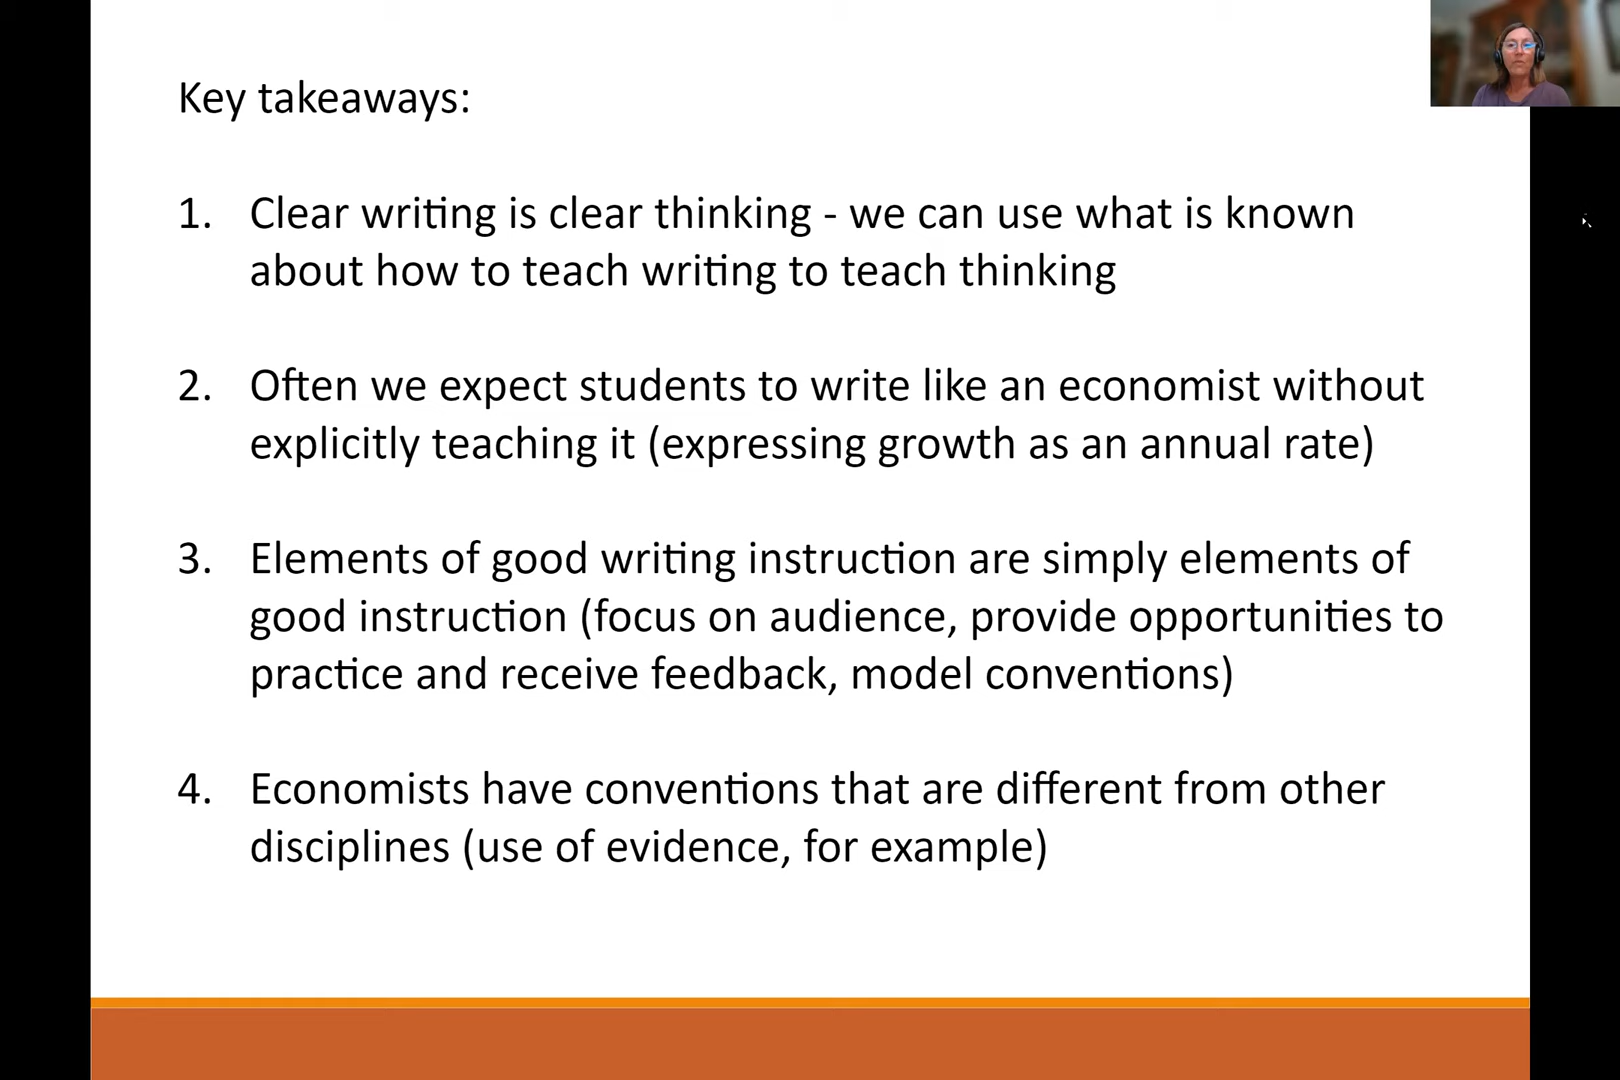 Key takeaways:
1. Clear writing is clear thinking - we can use what is known
about how to teach writing to teach thinking
2. Often we expect students to write like an economist without
explicitly teaching it (expressing growth as an annual rate)
3. Elements of good writing instruction are simply elements of
good instruction (focus on audience, provide opportunities to
practice and receive feedback, model conventions)
4. Economists have conventions that are different from other
disciplines (use of evidence, for example)